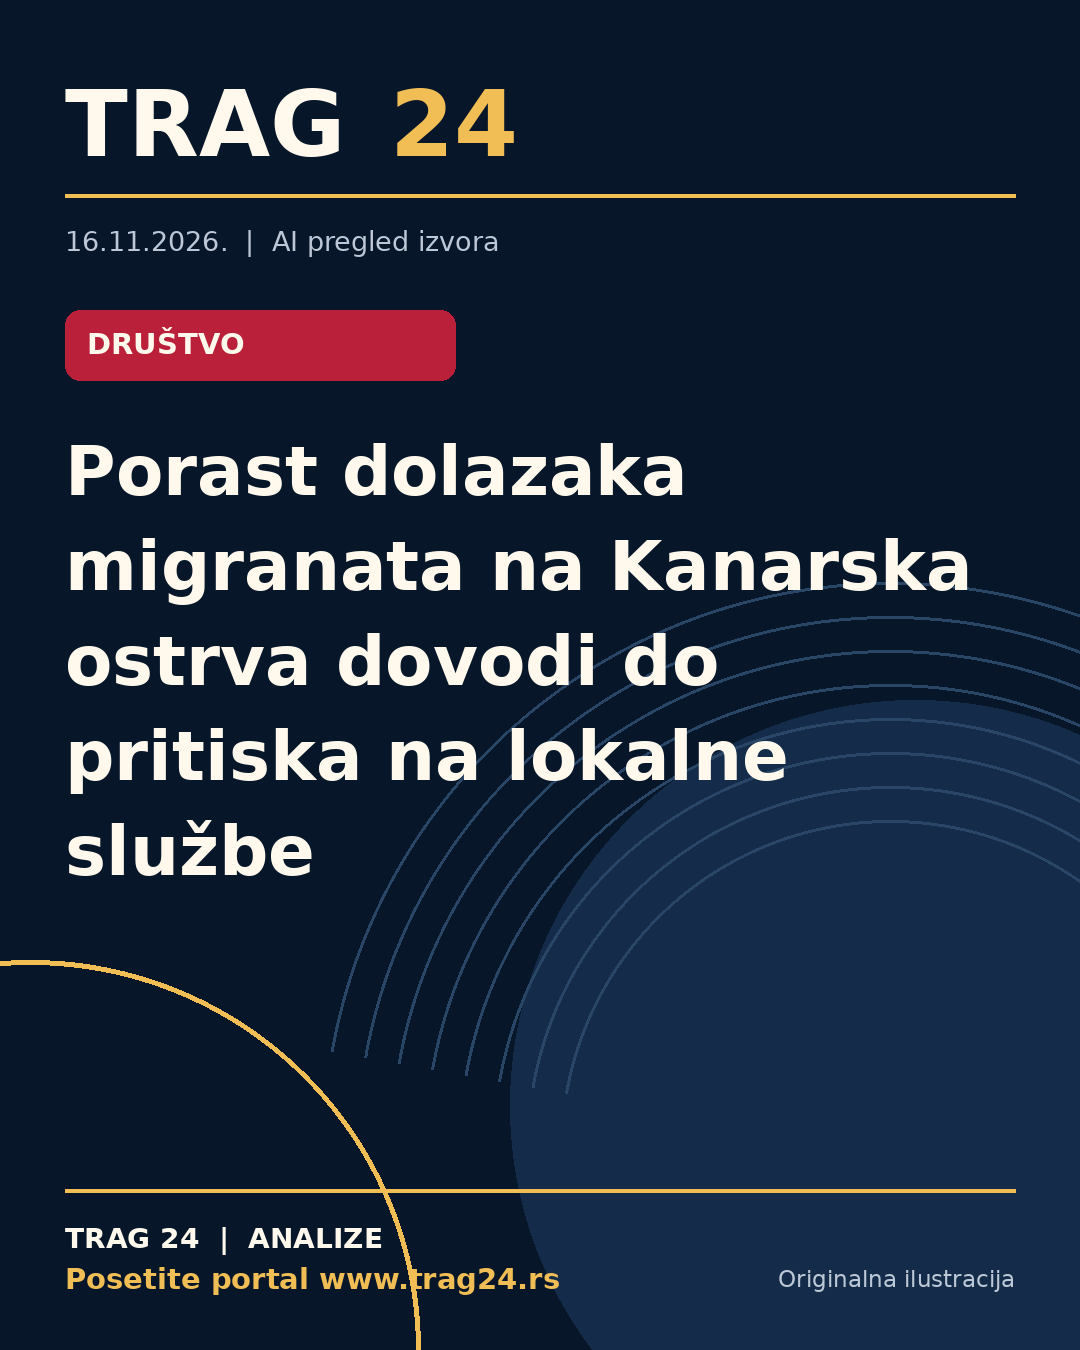 TRAG 24
16.11.2026. | AI pregled izvora
DRUŠTVO
Porast dolazaka
migranata na Kanarska
ostrva dovodi do
pritiska na lokalne
službe
TRAG 24 | ANALIZE
Posetite portal www.trag24.rs
Originalna ilustracija